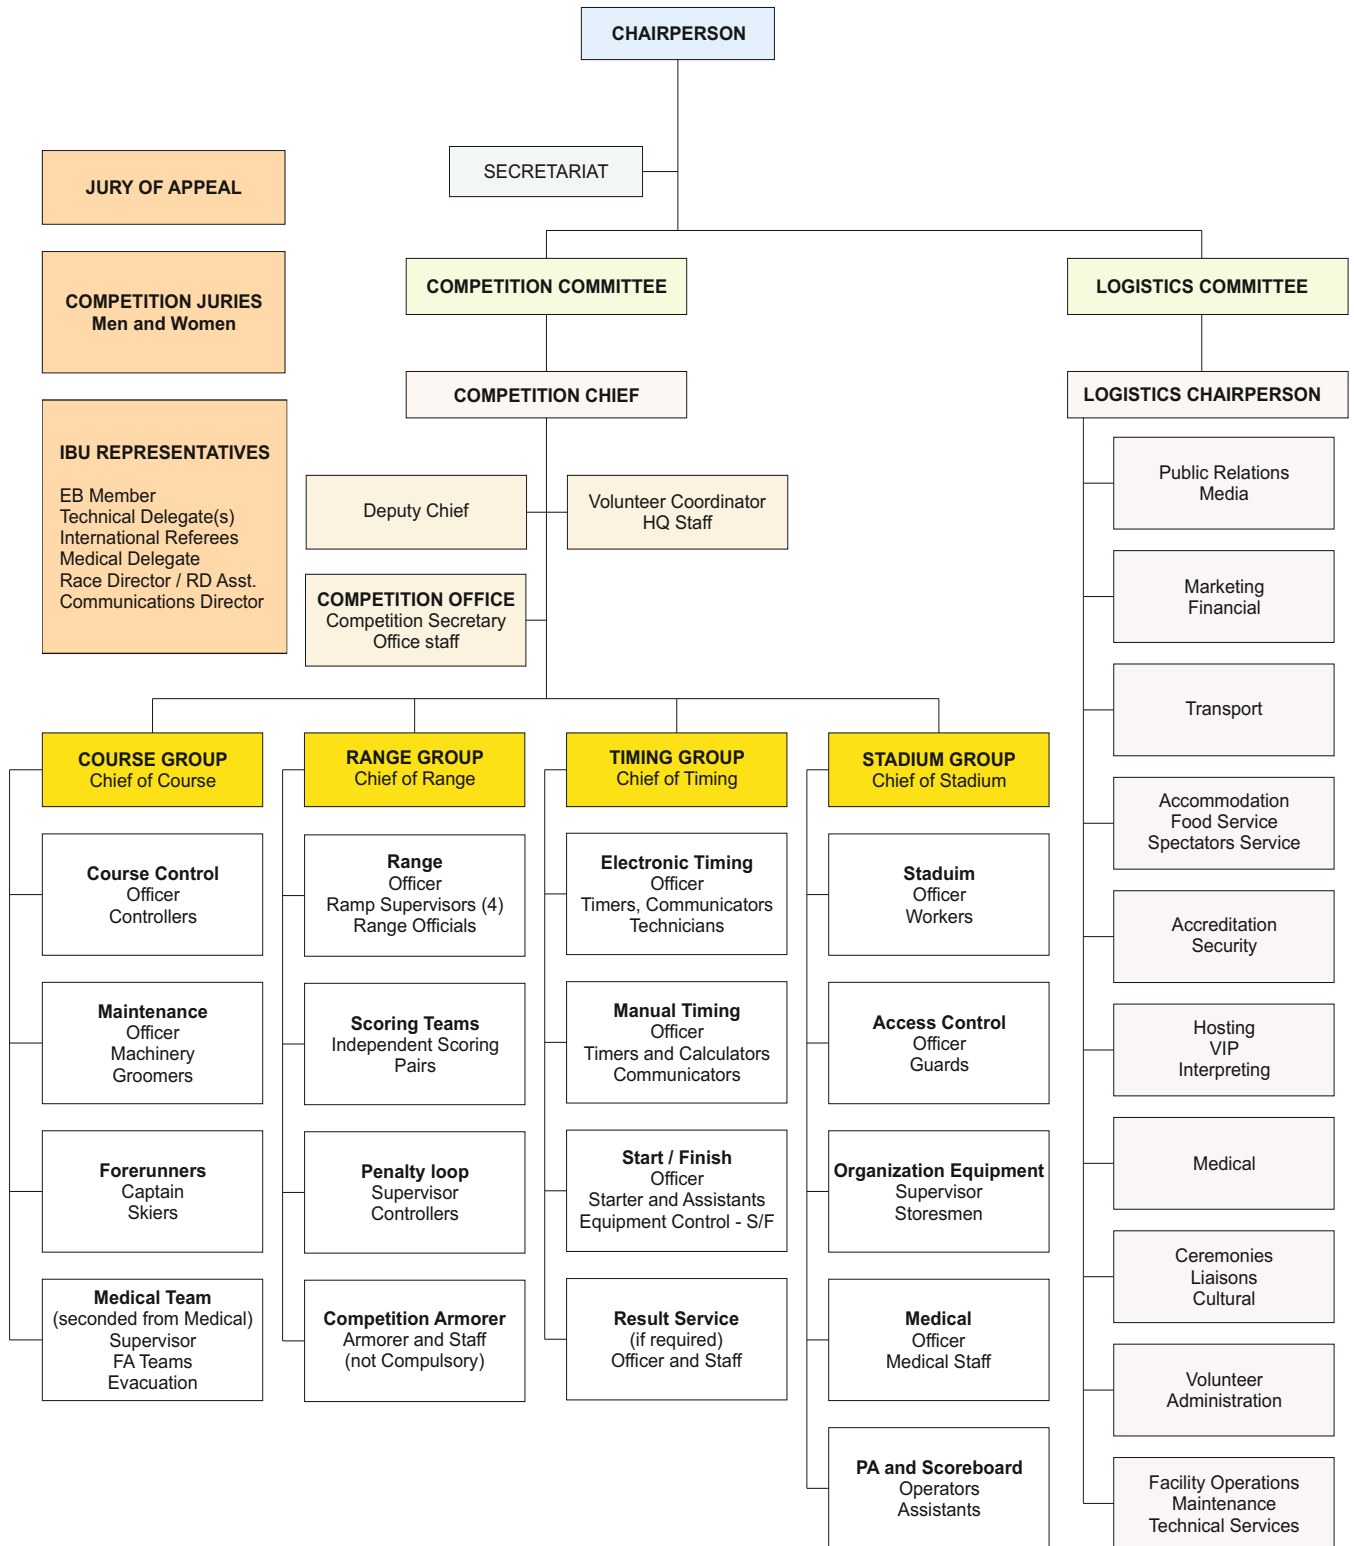 CHAIRPERSON
SECRETARIAT
JURY OF APPEAL
COMPETITION JURIES
Men and Women
IBU REPRESENTATIVES
EB Member
Technical Delegate(s)
International Referees
Medical Delegate
Race Director / RD Asst.
Communications Director
COMPETITION COMMITTEE
LOGISTICS COMMITTEE
COMPETITION CHIEF
LOGISTICS CHAIRPERSON
Deputy Chief
Volunteer Coordinator
HQ Staff
COMPETITION OFFICE
Competition Secretary
Office staff
COURSE GROUP
Chief of Course
Course Control
Officer
Controllers
Maintenance
Officer
Machinery
Groomers
Forerunners
Captain
Skiers
Medical Team
(seconded from Medical)
Supervisor
FA Teams
Evacuation
RANGE GROUP
Chief of Range
Range
Officer
Ramp Supervisors (4)
Range Officials
Scoring Teams
Independent Scoring
Pairs
Penalty loop
Supervisor
Controllers
Competition Armorer
Armorer and Staff
(not Compulsory)
TIMING GROUP
Chief of Timing
Electronic Timing
Officer
Timers, Communicators
Technicians
Manual Timing
Officer
Timers and Calculators
Communicators
Start / Finish
Officer
Starter and Assistants
Equipment Control - S/F
Result Service
(if required)
Officer and Staff
STADIUM GROUP
Chief of Stadium
Staduim
Officer
Workers
Access Control
Officer
Guards
Organization Equipment
Supervisor
Storesmen
Medical
Officer
Medical Staff
PA and Scoreboard
Operators
Assistants
Public Relations
Media
Marketing
Financial
Transport
Accommodation
Food Service
Spectators Service
Accreditation
Security
Hosting
VIP
Interpreting
Medical
Ceremonies
Liaisons
Cultural
Volunteer
Administration
Facility Operations
Maintenance
Technical Services